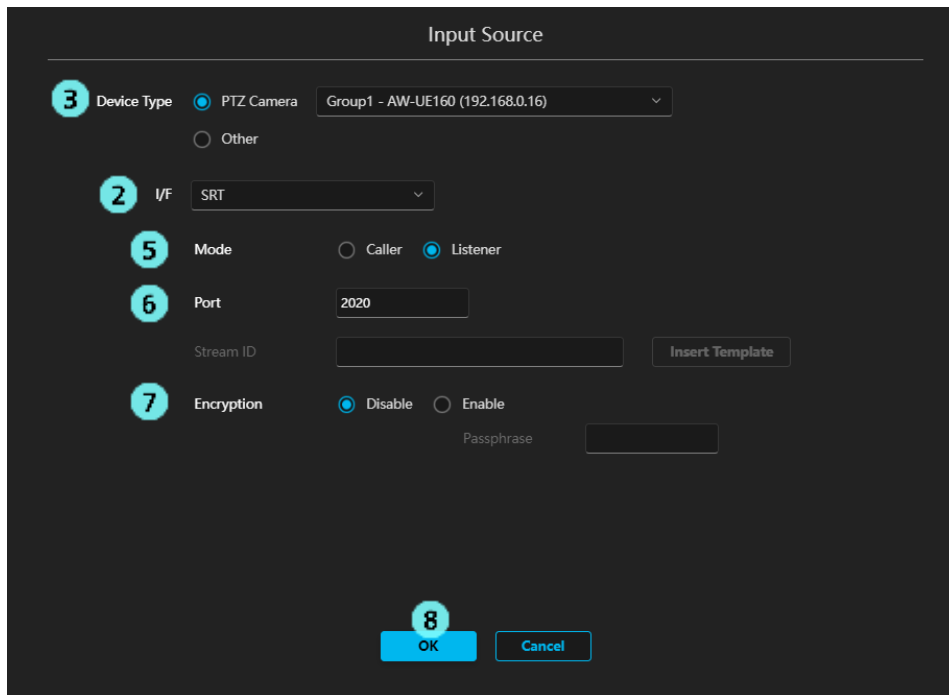 Input Source
3 Device Type PTZ Camera Group1 - AW-UE160 (192.168.0.16)
Other
2 I/F SRT
5 Mode Caller Listener
6 Port 2020
Stream ID Insert Template
7 Encryption Disable Enable
Passphrase
8
OK Cancel